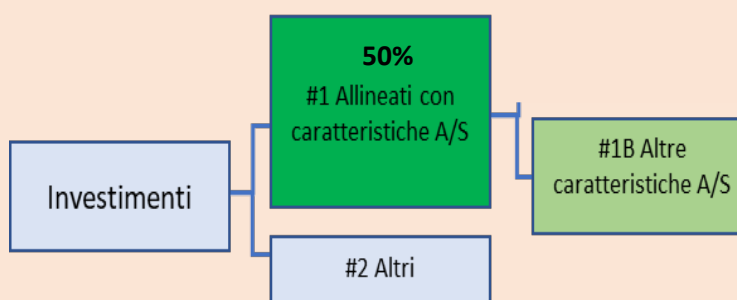 50%
#1 Allineati con
caratteristiche A/S
#1B Altre
caratteristiche A/S
Investimenti
#2 Altri